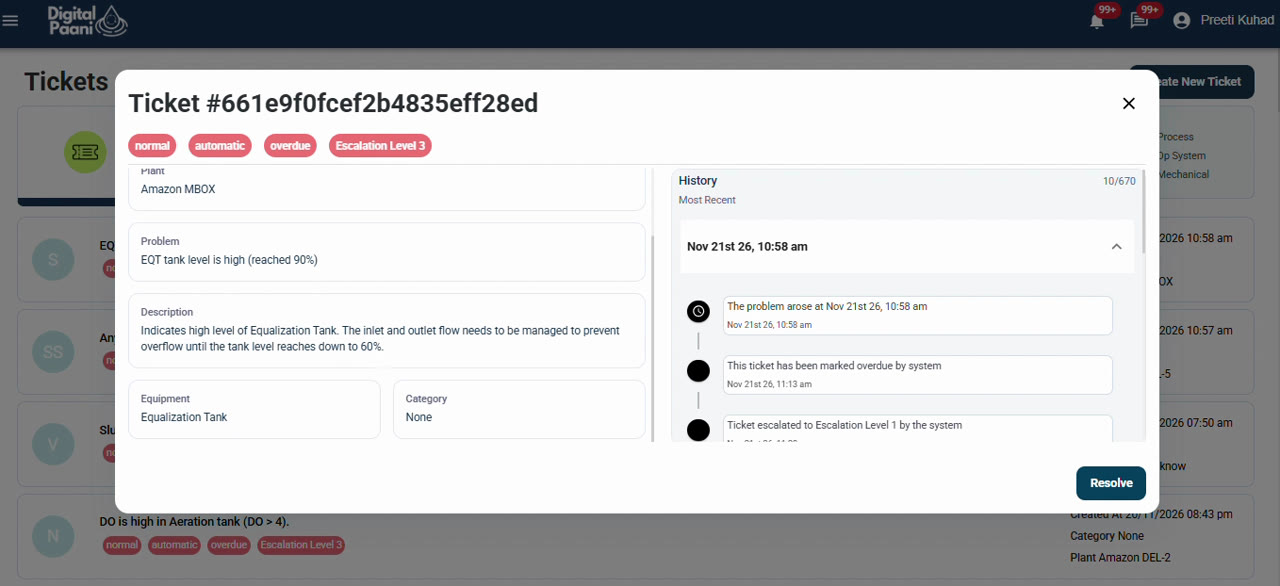 Digital
Paani
99+
99+
Preeti Kuhad
Tickets
ate New Ticket
Ticket #661e9f0fcef2b4835eff28ed
normal
automatic
overdue
Escalation Level 3
Plant
Amazon MBOX
Problem
EQT tank level is high (reached 90%)
Description
Indicates high level of Equalization Tank. The inlet and outlet flow needs to be managed to prevent
overflow until the tank level reaches down to 60%.
Equipment
Equalization Tank
Category
None
History
10/670
Most Recent
Nov 21st 26, 10:58 am
The problem arose at Nov 21st 26, 10:58 am
Nov 21st 26, 10:58 am
This ticket has been marked overdue by system
Nov 21st 26, 11:13 am
Ticket escalated to Escalation Level 1 by the system
Resolve
Process
Op System
Mechanical
S
EQ
no
2026 10:58 am
OX
SS
An
no
2026 10:57 am
L-5
V
Slu
no
2026 07:50 am
know
N
DO is high in Aeration tank (DO > 4).
normal
automatic
overdue
Escalation Level 3
Created At 20/11/2026 08:43 pm
Category None
Plant Amazon DEL-2